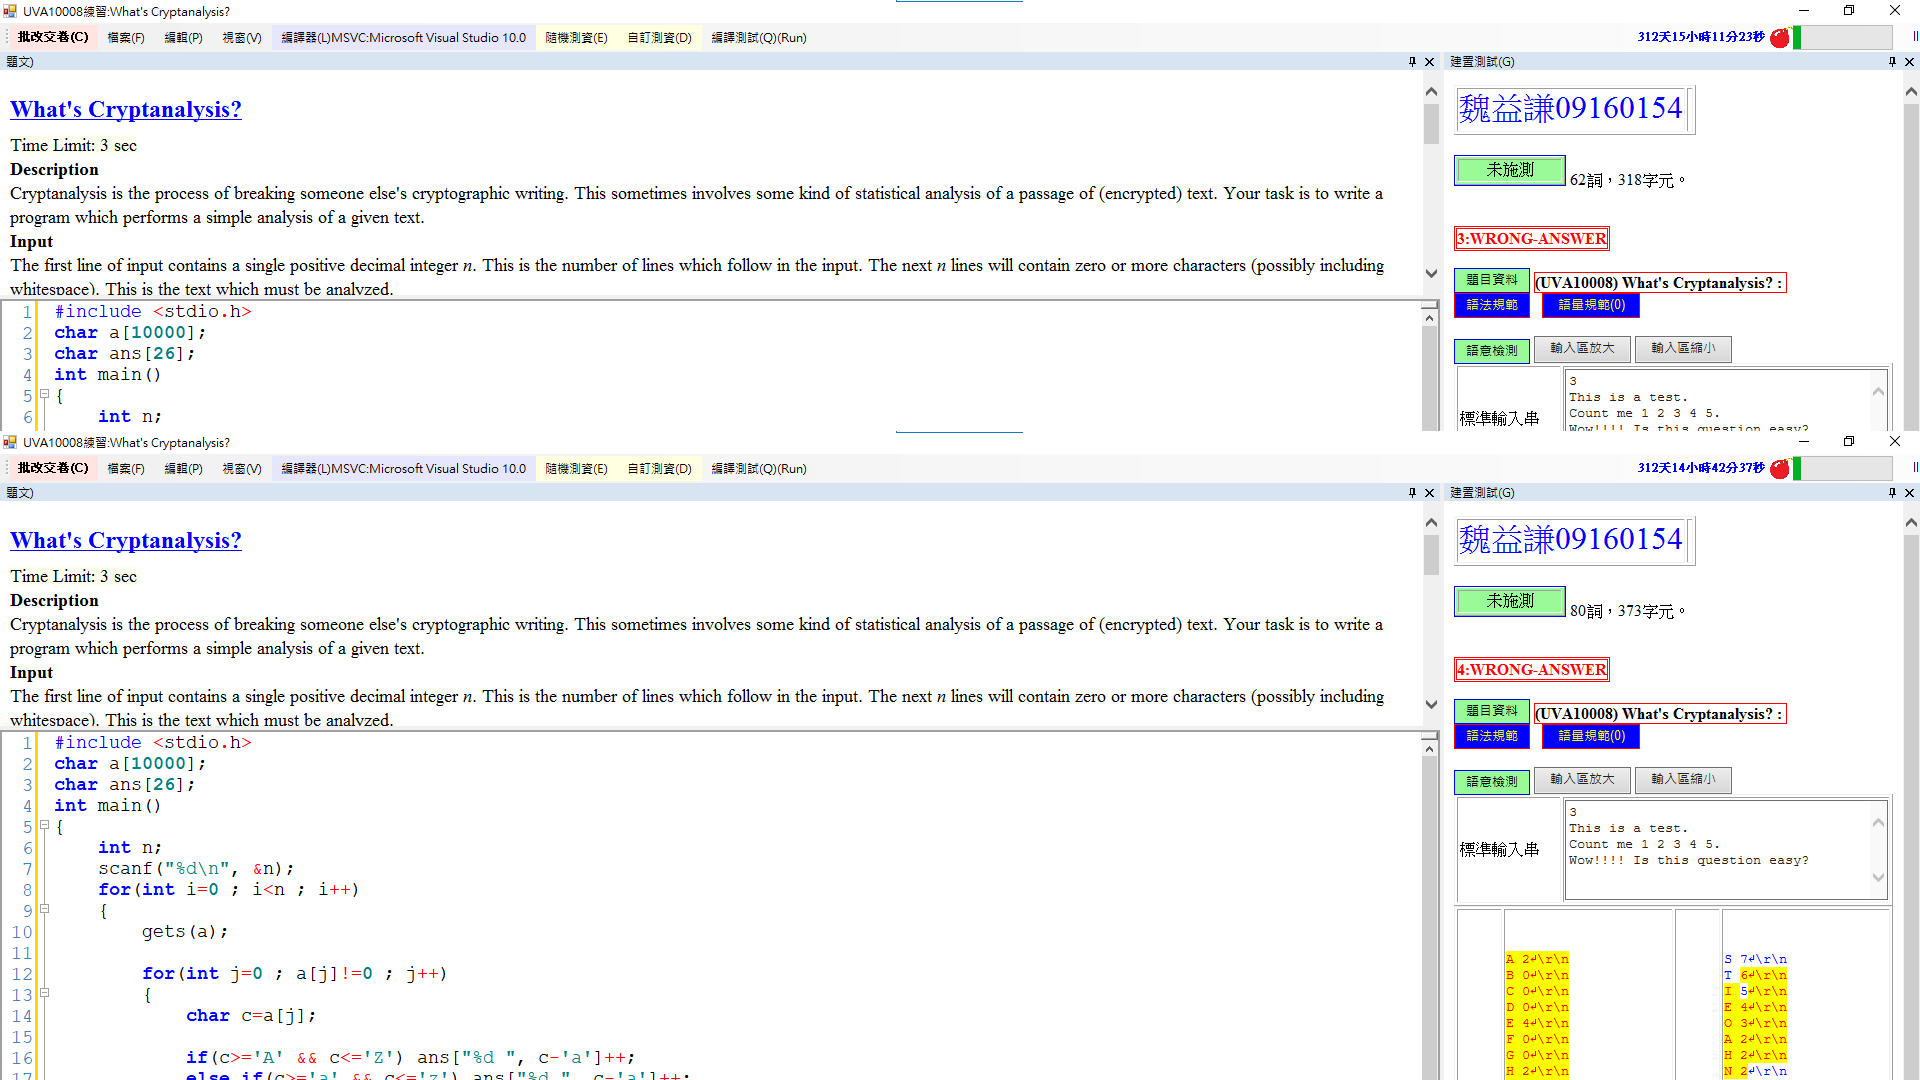 UVA10008練習:What's Cryptanalysis?
批改交卷(C) 檔案(F) 編輯(P) 視窗(V) 編譯器(L)MSVC:Microsoft Visual Studio 10.0 隨機測資(E) 自訂測資(D) 編譯測試(Q)(Run) 312天15小時11分23秒
題文)
What's Cryptanalysis?
Time Limit: 3 sec
Description
Cryptanalysis is the process of breaking someone else's cryptographic writing. This sometimes involves some kind of statistical analysis of a passage of (encrypted) text. Your task is to write a
program which performs a simple analysis of a given text.
Input
The first line of input contains a single positive decimal integer n. This is the number of lines which follow in the input. The next n lines will contain zero or more characters (possibly including
whitespace). This is the text which must be analyzed.
1 #include <stdio.h>
2 char a[10000];
3 char ans[26];
4 int main()
5 {
6 int n;
建置測試(G)
魏益謙09160154
未施測 62詞，318字元。
3:WRONG-ANSWER
題目資料 (UVA10008) What's Cryptanalysis? :
語法規範 語量規範(0)
語意檢測 輸入區放大 輸入區縮小
標準輸入串
3
This is a test.
Count me 1 2 3 4 5.
Wow!!!! Is this question easy?
UVA10008練習:What's Cryptanalysis?
批改交卷(C) 檔案(F) 編輯(P) 視窗(V) 編譯器(L)MSVC:Microsoft Visual Studio 10.0 隨機測資(E) 自訂測資(D) 編譯測試(Q)(Run) 312天14小時42分37秒
題文)
What's Cryptanalysis?
Time Limit: 3 sec
Description
Cryptanalysis is the process of breaking someone else's cryptographic writing. This sometimes involves some kind of statistical analysis of a passage of (encrypted) text. Your task is to write a
program which performs a simple analysis of a given text.
Input
The first line of input contains a single positive decimal integer n. This is the number of lines which follow in the input. The next n lines will contain zero or more characters (possibly including
whitespace). This is the text which must be analyzed.
1 #include <stdio.h>
2 char a[10000];
3 char ans[26];
4 int main()
5 {
6 int n;
7 scanf("%d\n", &n);
8 for(int i=0 ; i<n ; i++)
9 {
10 gets(a);
11
12 for(int j=0 ; a[j]!=0 ; j++)
13 {
14 char c=a[j];
15
16 if(c>='A' && c<='Z') ans["%d ", c-'a']++;
17 else if(c>='a' && c<='z') ans["%d ", c-'a']++;
建置測試(G)
魏益謙09160154
未施測 80詞，373字元。
4:WRONG-ANSWER
題目資料 (UVA10008) What's Cryptanalysis? :
語法規範 語量規範(0)
語意檢測 輸入區放大 輸入區縮小
標準輸入串
3
This is a test.
Count me 1 2 3 4 5.
Wow!!!! Is this question easy?
A 2↲\r\n
B 0↲\r\n
C 0↲\r\n
D 0↲\r\n
E 4↲\r\n
F 0↲\r\n
G 0↲\r\n
H 2↲\r\n
S 7↲\r\n
T 6↲\r\n
I 5↲\r\n
E 4↲\r\n
O 3↲\r\n
A 2↲\r\n
H 2↲\r\n
N 2↲\r\n